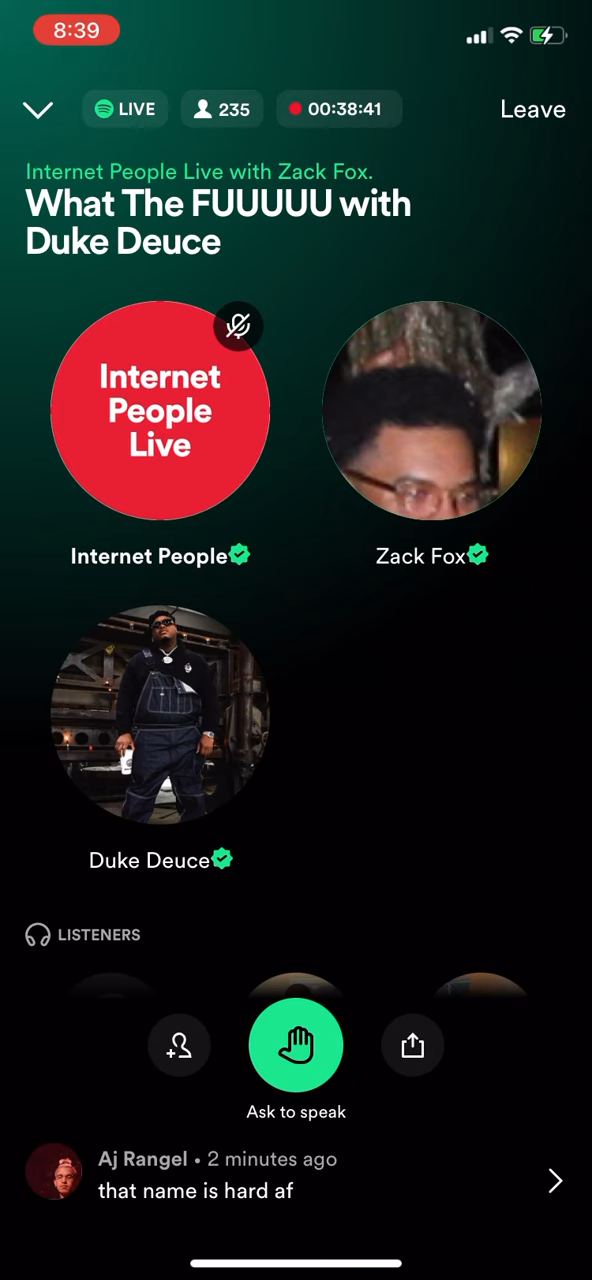 8:39
LIVE
235
00:38:41
Leave
Internet People Live with Zack Fox.
What The FUUUUU with
Duke Deuce
Internet
People
Live
Internet People
Zack Fox
Duke Deuce
LISTENERS
Ask to speak
Aj Rangel • 2 minutes ago
that name is hard af